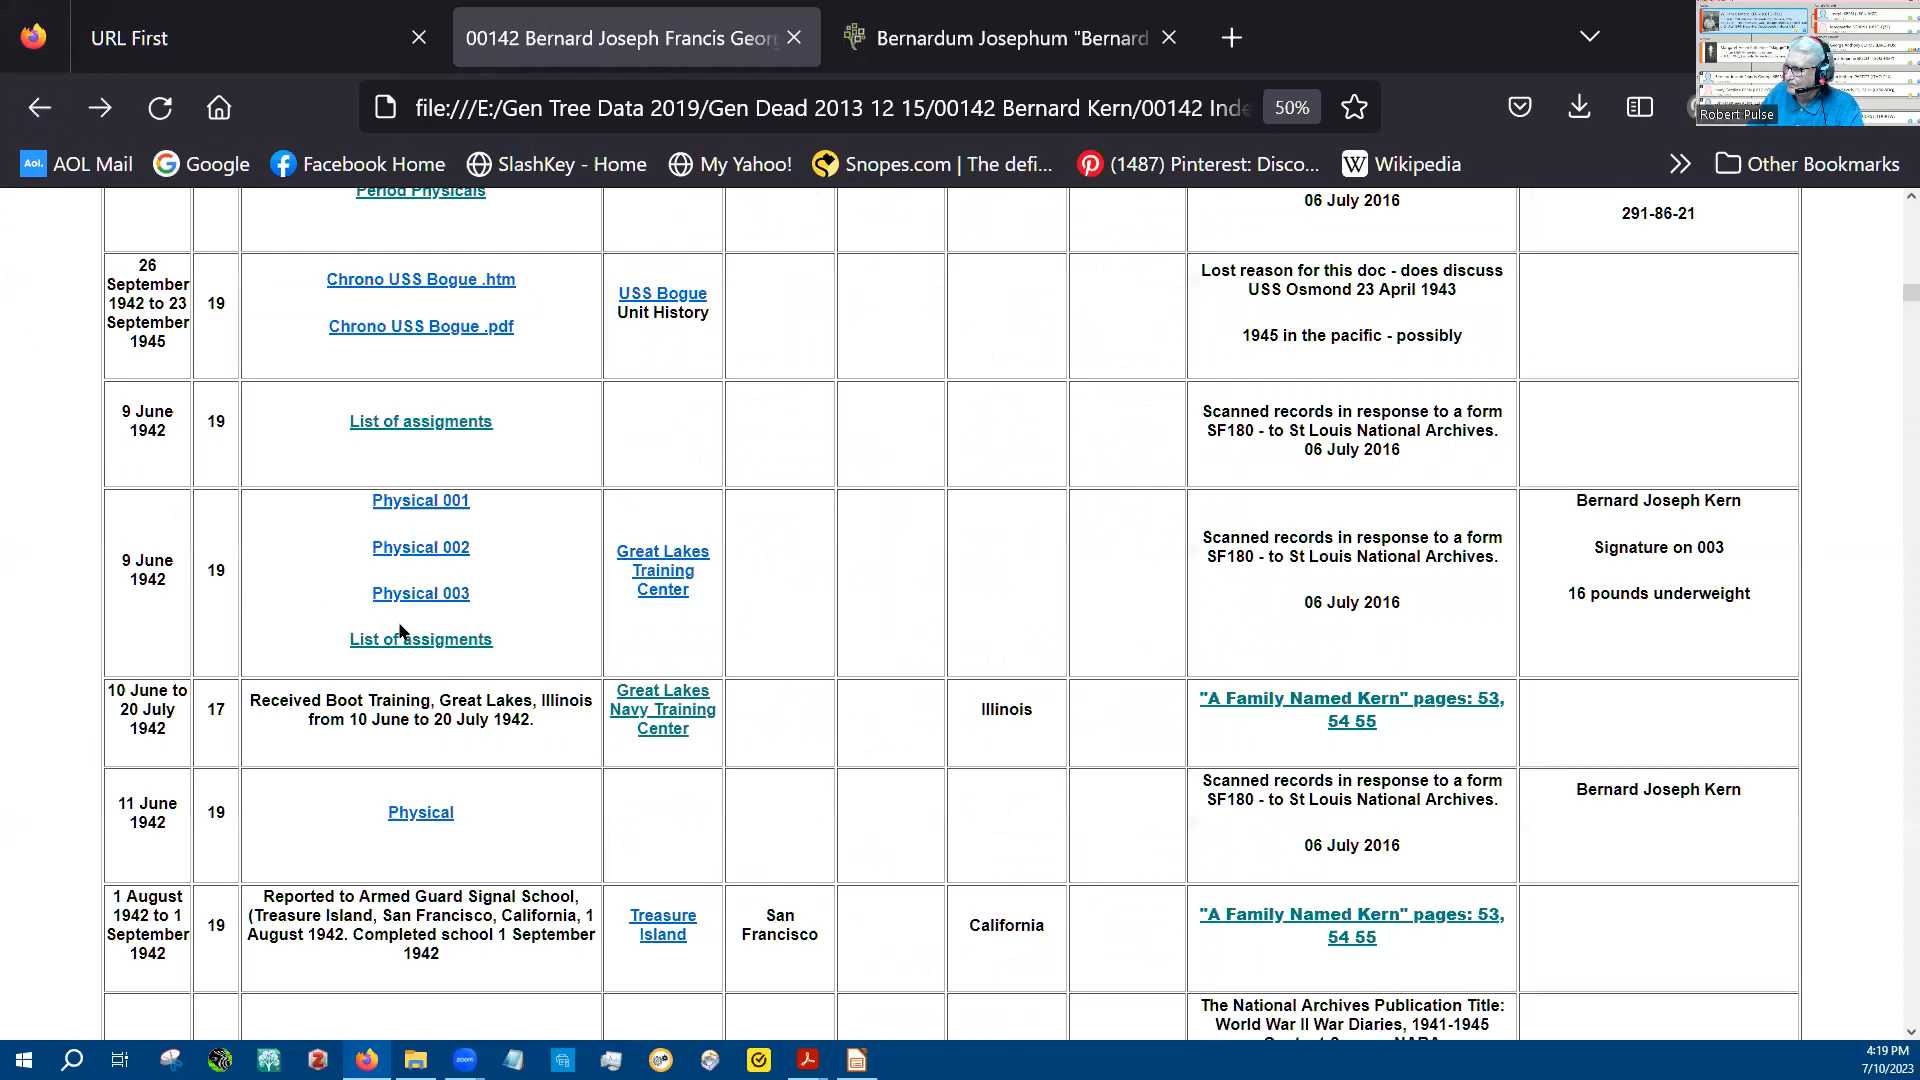 URL First
00142 Bernard Joseph Francis Geor
Bernardum Josephum "Bernard
file:///E:/Gen Tree Data 2019/Gen Dead 2013 12 15/00142 Bernard Kern/00142 Inde
50%
Robert Pulse
AOL Mail
Google
Facebook Home
SlashKey - Home
My Yahoo!
Snopes.com | The defi...
(1487) Pinterest: Disco...
Wikipedia
Other Bookmarks
Period Physicals
06 July 2016
291-86-21
26
September
1942 to 23
September
1945
19
Chrono USS Bogue .htm
Chrono USS Bogue .pdf
USS Bogue
Unit History
Lost reason for this doc - does discuss
USS Osmond 23 April 1943
1945 in the pacific - possibly
9 June
1942
19
List of assigments
Scanned records in response to a form
SF180 - to St Louis National Archives.
06 July 2016
9 June
1942
19
Physical 001
Physical 002
Physical 003
List of assigments
Great Lakes
Training
Center
Scanned records in response to a form
SF180 - to St Louis National Archives.
06 July 2016
Bernard Joseph Kern
Signature on 003
16 pounds underweight
10 June to
20 July
1942
17
Received Boot Training, Great Lakes, Illinois
from 10 June to 20 July 1942.
Great Lakes
Navy Training
Center
Illinois
"A Family Named Kern" pages: 53,
54 55
11 June
1942
19
Physical
Scanned records in response to a form
SF180 - to St Louis National Archives.
06 July 2016
Bernard Joseph Kern
1 August
1942 to 1
September
1942
19
Reported to Armed Guard Signal School,
(Treasure Island, San Francisco, California, 1
August 1942. Completed school 1 September
1942
Treasure
Island
San
Francisco
California
"A Family Named Kern" pages: 53,
54 55
The National Archives Publication Title:
World War II War Diaries, 1941-1945
4:19 PM
7/10/2023